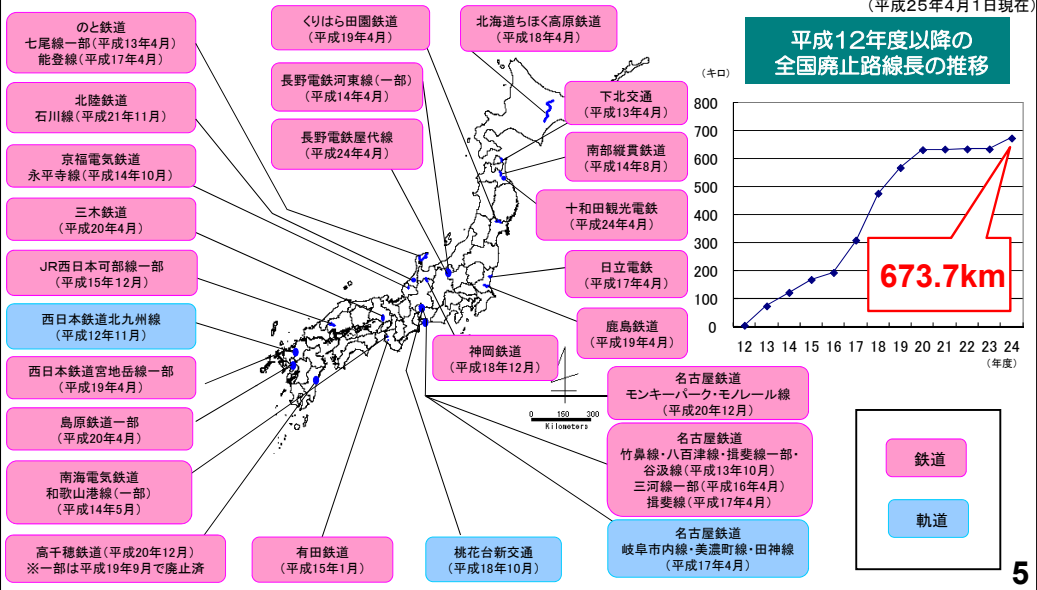 (平成25年4月1日現在)
のと鉄道
七尾線一部(平成13年4月)
能登線(平成17年4月)
くりはら田園鉄道
(平成19年4月)
北海道ちほく高原鉄道
(平成18年4月)
平成12年度以降の
全国廃止路線長の推移
北陸鉄道
石川線(平成21年11月)
長野電鉄河東線(一部)
(平成14年4月)
下北交通
(平成13年4月)
京福電気鉄道
永平寺線(平成14年10月)
長野電鉄屋代線
(平成24年4月)
南部縦貫鉄道
(平成14年8月)
三木鉄道
(平成20年4月)
十和田観光電鉄
(平成24年4月)
JR西日本可部線一部
(平成15年12月)
日立電鉄
(平成17年4月)
西日本鉄道北九州線
(平成12年11月)
鹿島鉄道
(平成19年4月)
神岡鉄道
(平成18年12月)
西日本鉄道宮地岳線一部
(平成19年4月)
島原鉄道一部
(平成20年4月)
南海電気鉄道
和歌山港線(一部)
(平成14年5月)
高千穂鉄道(平成20年12月)
※一部は平成19年9月で廃止済
有田鉄道
(平成15年1月)
桃花台新交通
(平成18年10月)
名古屋鉄道
モンキーパーク・モノレール線
(平成20年12月)
名古屋鉄道
竹鼻線・八百津線・揖斐線一部・
谷汲線(平成13年10月)
三河線一部(平成16年4月)
揖斐線(平成17年4月)
名古屋鉄道
岐阜市内線・美濃町線・田神線
(平成17年4月)
0 160 300
Kilometers
(キロ)
800
700
600
500
400
300
200
100
0
12 13 14 15 16 17 18 19 20 21 22 23 24
(年度)
673.7km
鉄道
軌道
5